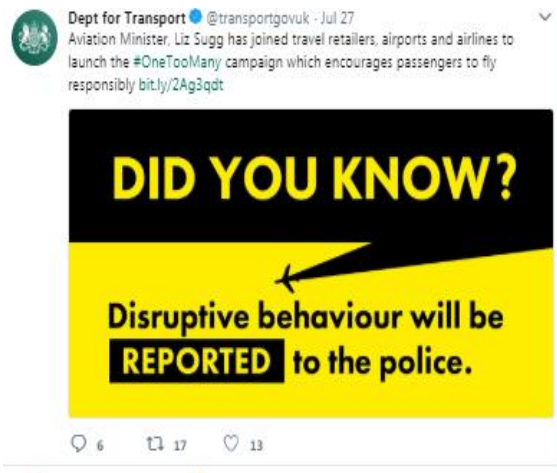 Dept for Transport @transportgovuk · Jul 27
Aviation Minister, Liz Sugg has joined travel retailers, airports and airlines to
launch the #OneTooMany campaign which encourages passengers to fly
responsibly bit.ly/2Ag3qdt
DID YOU KNOW?
Disruptive behaviour will be
REPORTED to the police.
6 17 13